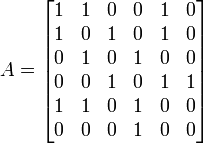 A =
1 1 0 0 1 0
1 0 1 0 1 0
0 1 0 1 0 0
0 0 1 0 1 1
1 1 0 1 0 0
0 0 0 1 0 0